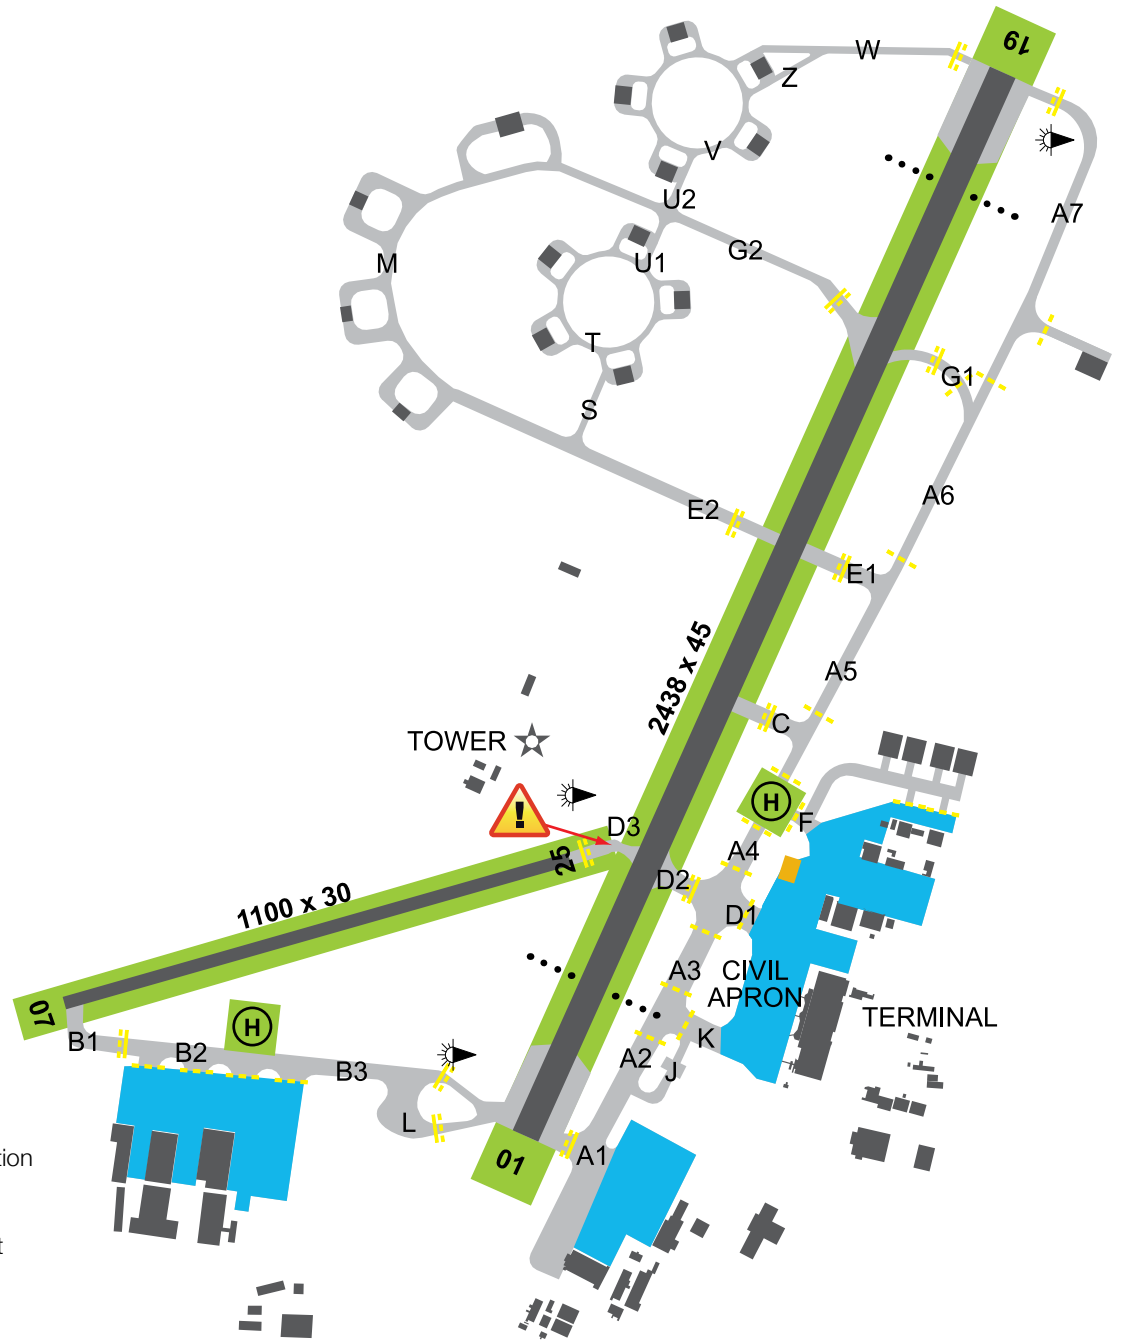 19
W
Z
V
A7
U2
G2
U1
M
T
G1
S
A6
E2
E1
2438 x 45
A5
C
TOWER
H
!
D3
F
A4
25
D2
1100 x 30
D1
A3
CIVIL
APRON
07
H
TERMINAL
B1
B2
B3
A2
K
J
L
A1
01
tion
t